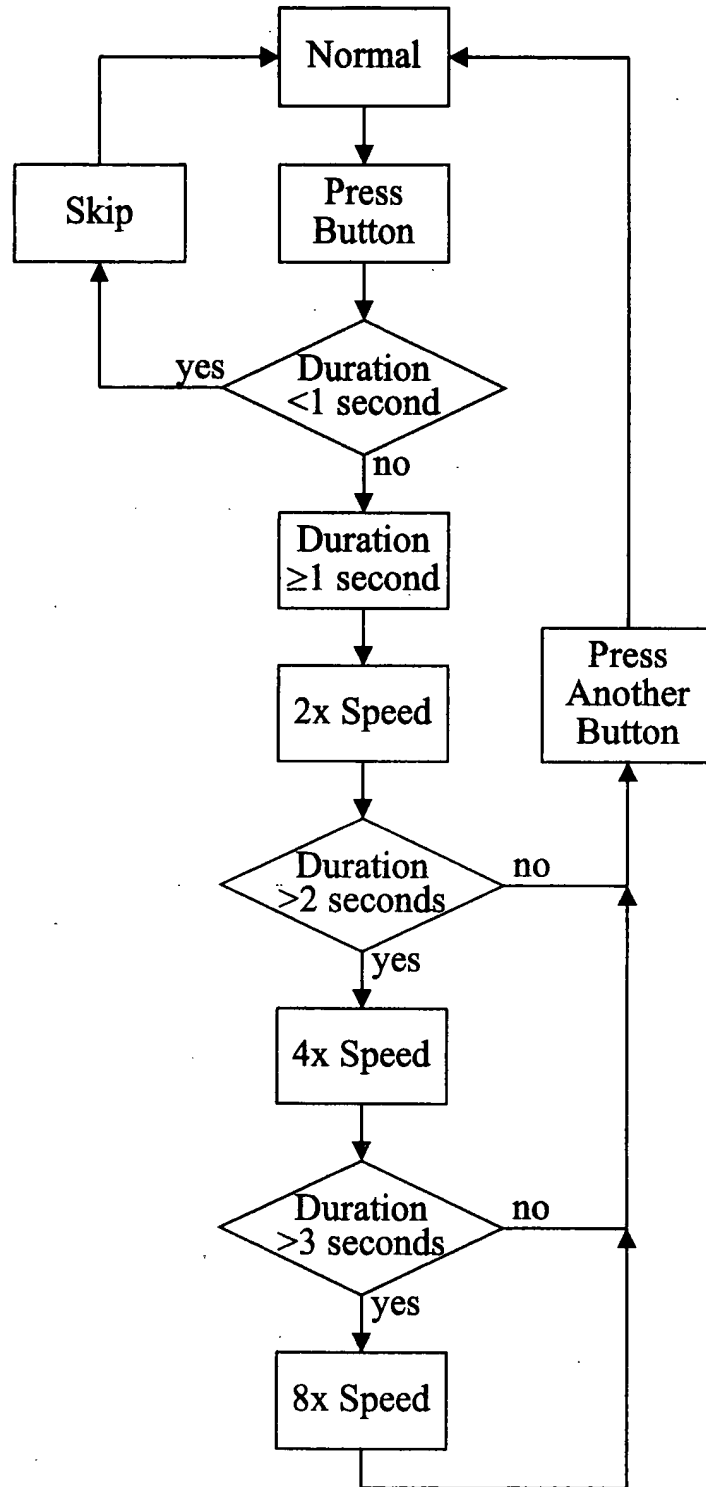 Normal
Skip
Press
Button
yes
Duration
<1 second
no
Duration
≥1 second
2x Speed
Press
Another
Button
Duration
>2 seconds
no
yes
4x Speed
Duration
>3 seconds
no
yes
8x Speed